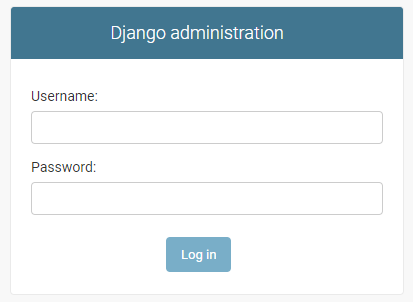 Django administration
Username:
Password:
Log in